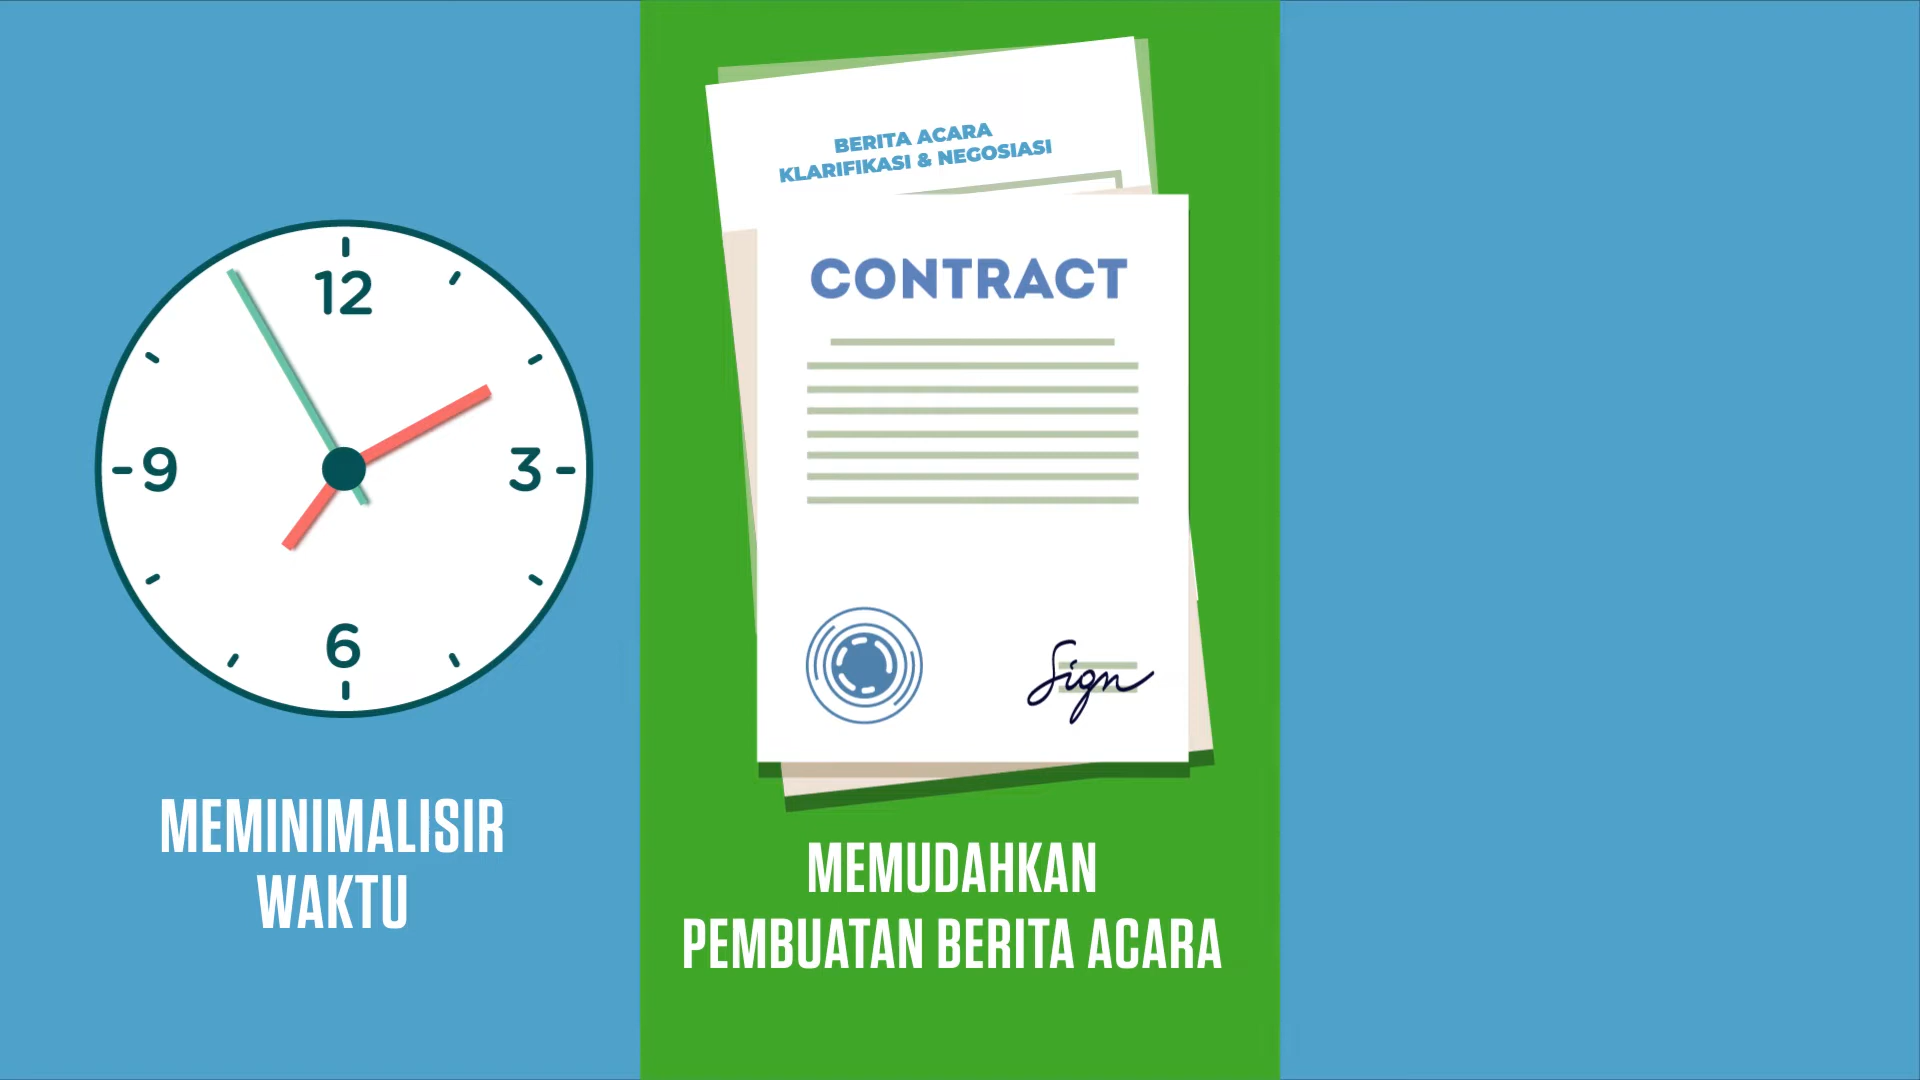 12
9
3
6
MEMINIMALISIR
WAKTU
BERITA ACARA
KLARIFIKASI & NEGOSIASI
CONTRACT
Sign
MEMUDAHKAN
PEMBUATAN BERITA ACARA